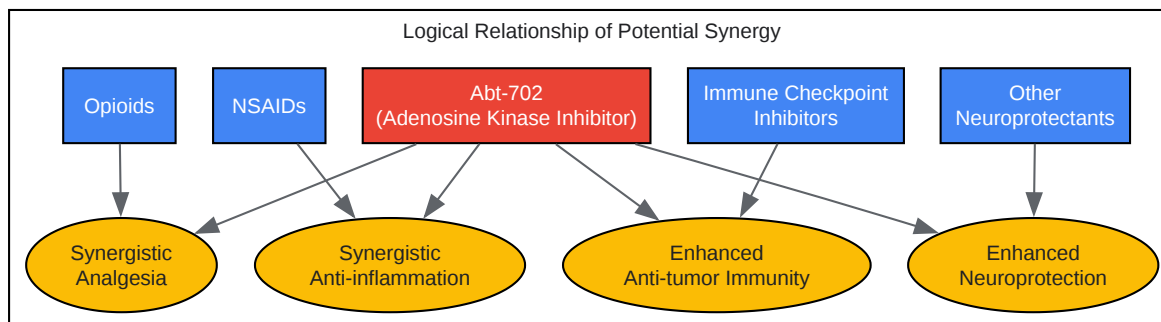 Logical Relationship of Potential Synergy
Opioids
NSAIDs
Abt-702
(Adenosine Kinase Inhibitor)
Immune Checkpoint
Inhibitors
Other
Neuroprotectants
Synergistic
Analgesia
Synergistic
Anti-inflammation
Enhanced
Anti-tumor Immunity
Enhanced
Neuroprotection